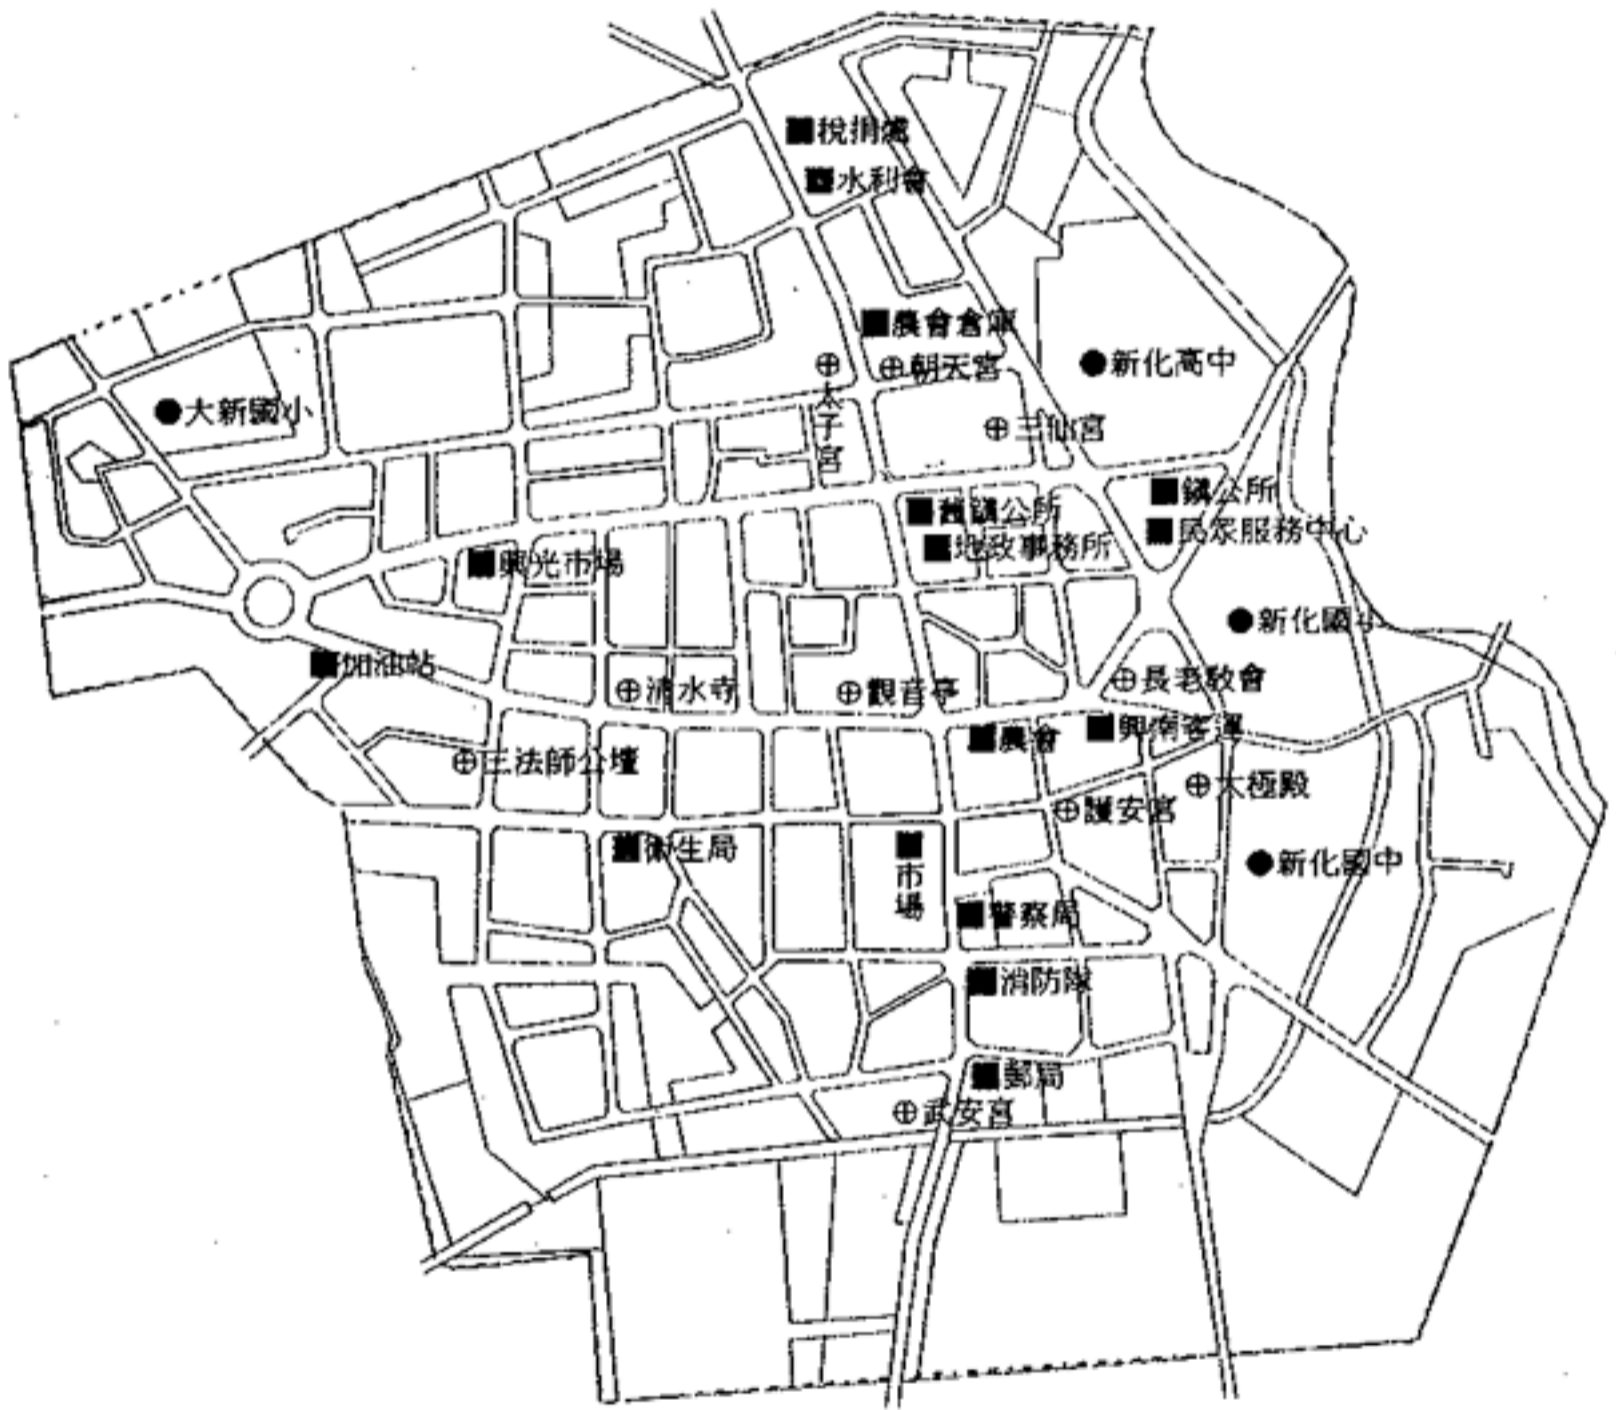 稅捐處
水利會
農會倉庫
朝天宮
太子宮
新化高中
大新國小
三仙宮
鎮公所
舊鎮公所
民眾服務中心
地政事務所
興光市場
新化國小
加油站
清水寺
觀音亭
長老教會
農會
興南客運
三法師公壇
太極殿
護安宮
衛生局
市場
新化國中
警察局
消防隊
郵局
武安宮